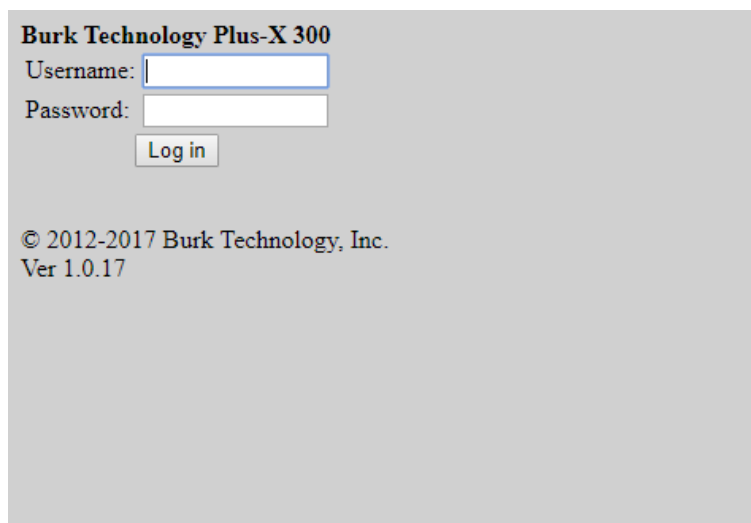 Burk Technology Plus-X 300
Username:
Password:
Log in
© 2012-2017 Burk Technology, Inc.
Ver 1.0.17